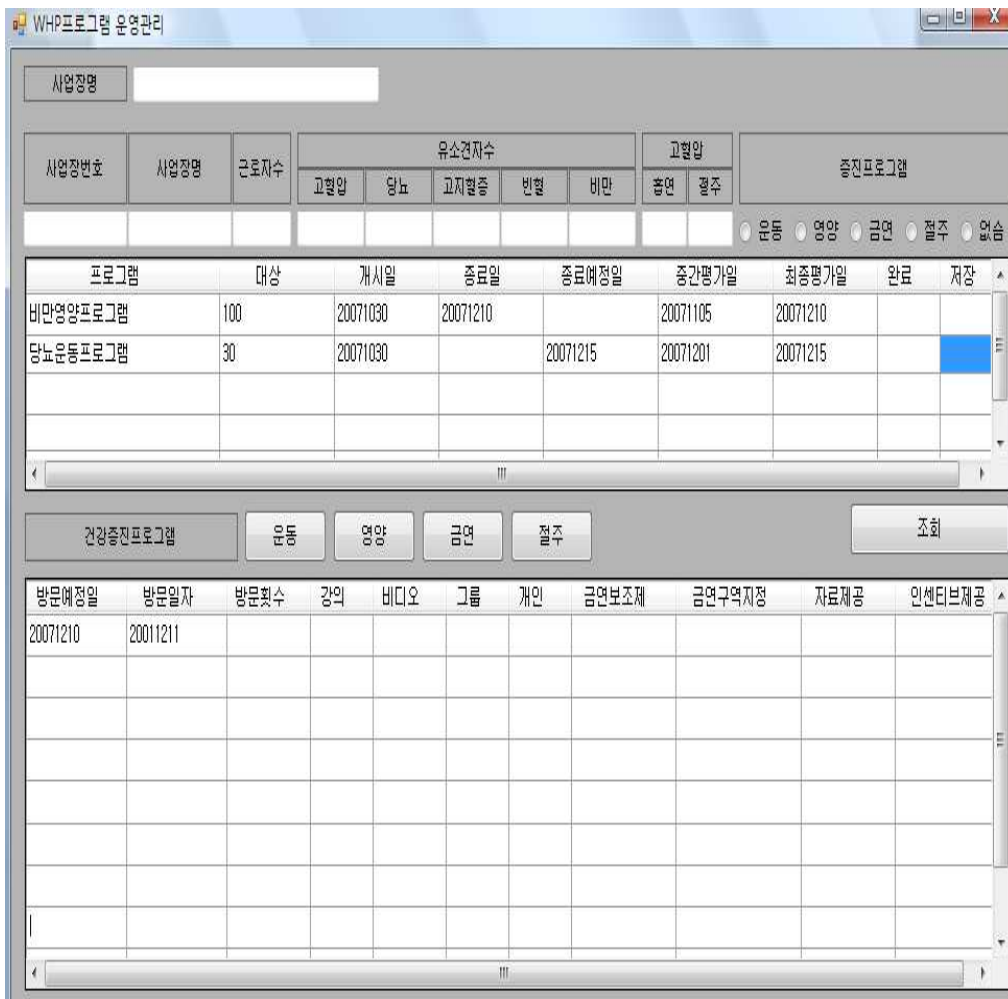 WHP프로그램 운영관리
사업장명
사업장번호 사업장명 근로자수 유소견자수 고혈압 증진프로그램
고혈압 당뇨 고지혈증 빈혈 비만 흡연 절주
운동 영양 금연 절주 없슴
프로그램 대상 개시일 종료일 종료예정일 중간평가일 최종평가일 완료 저장
비만영양프로그램 100 20071030 20071210 20071105 20071210
당뇨운동프로그램 30 20071030 20071215 20071201 20071215
건강증진프로그램 운동 영양 금연 절주 조회
방문예정일 방문일자 방문횟수 강의 비디오 그룹 개인 금연보조제 금연구역지정 자료제공 인센티브제공
20071210 20011211